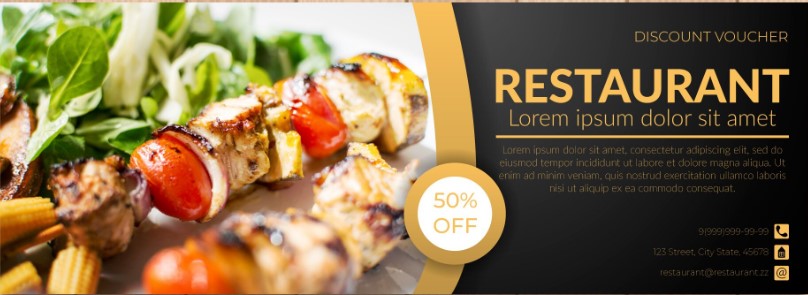 DISCOUNT VOUCHER
RESTAURANT
Lorem ipsum dolor sit amet
Lorem ipsum dolor sit amet, consectetur adipiscing elit, sed do
eiusmod tempor incididunt ut labore et dolore magna aliqua. Ut
enim ad minim veniam, quis nostrud exercitation ullamco laboris
nisi ut aliquip ex ea commodo consequat.
50%
OFF
9(999)999-99-99
123 Street, City State, 45678
restaurant@restaurant.zz